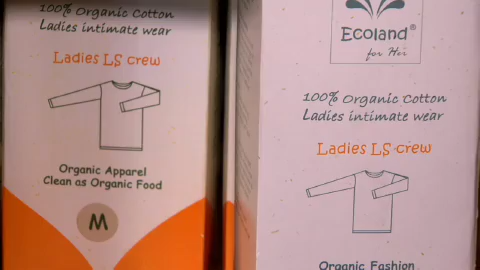 100% Organic Cotton
Ladies intimate wear
Ladies LS crew
Organic Apparel
Clean as Organic Food
M
Ecoland®
for Her
100% Organic Cotton
Ladies intimate wear
Ladies LS crew
Organic Fashion